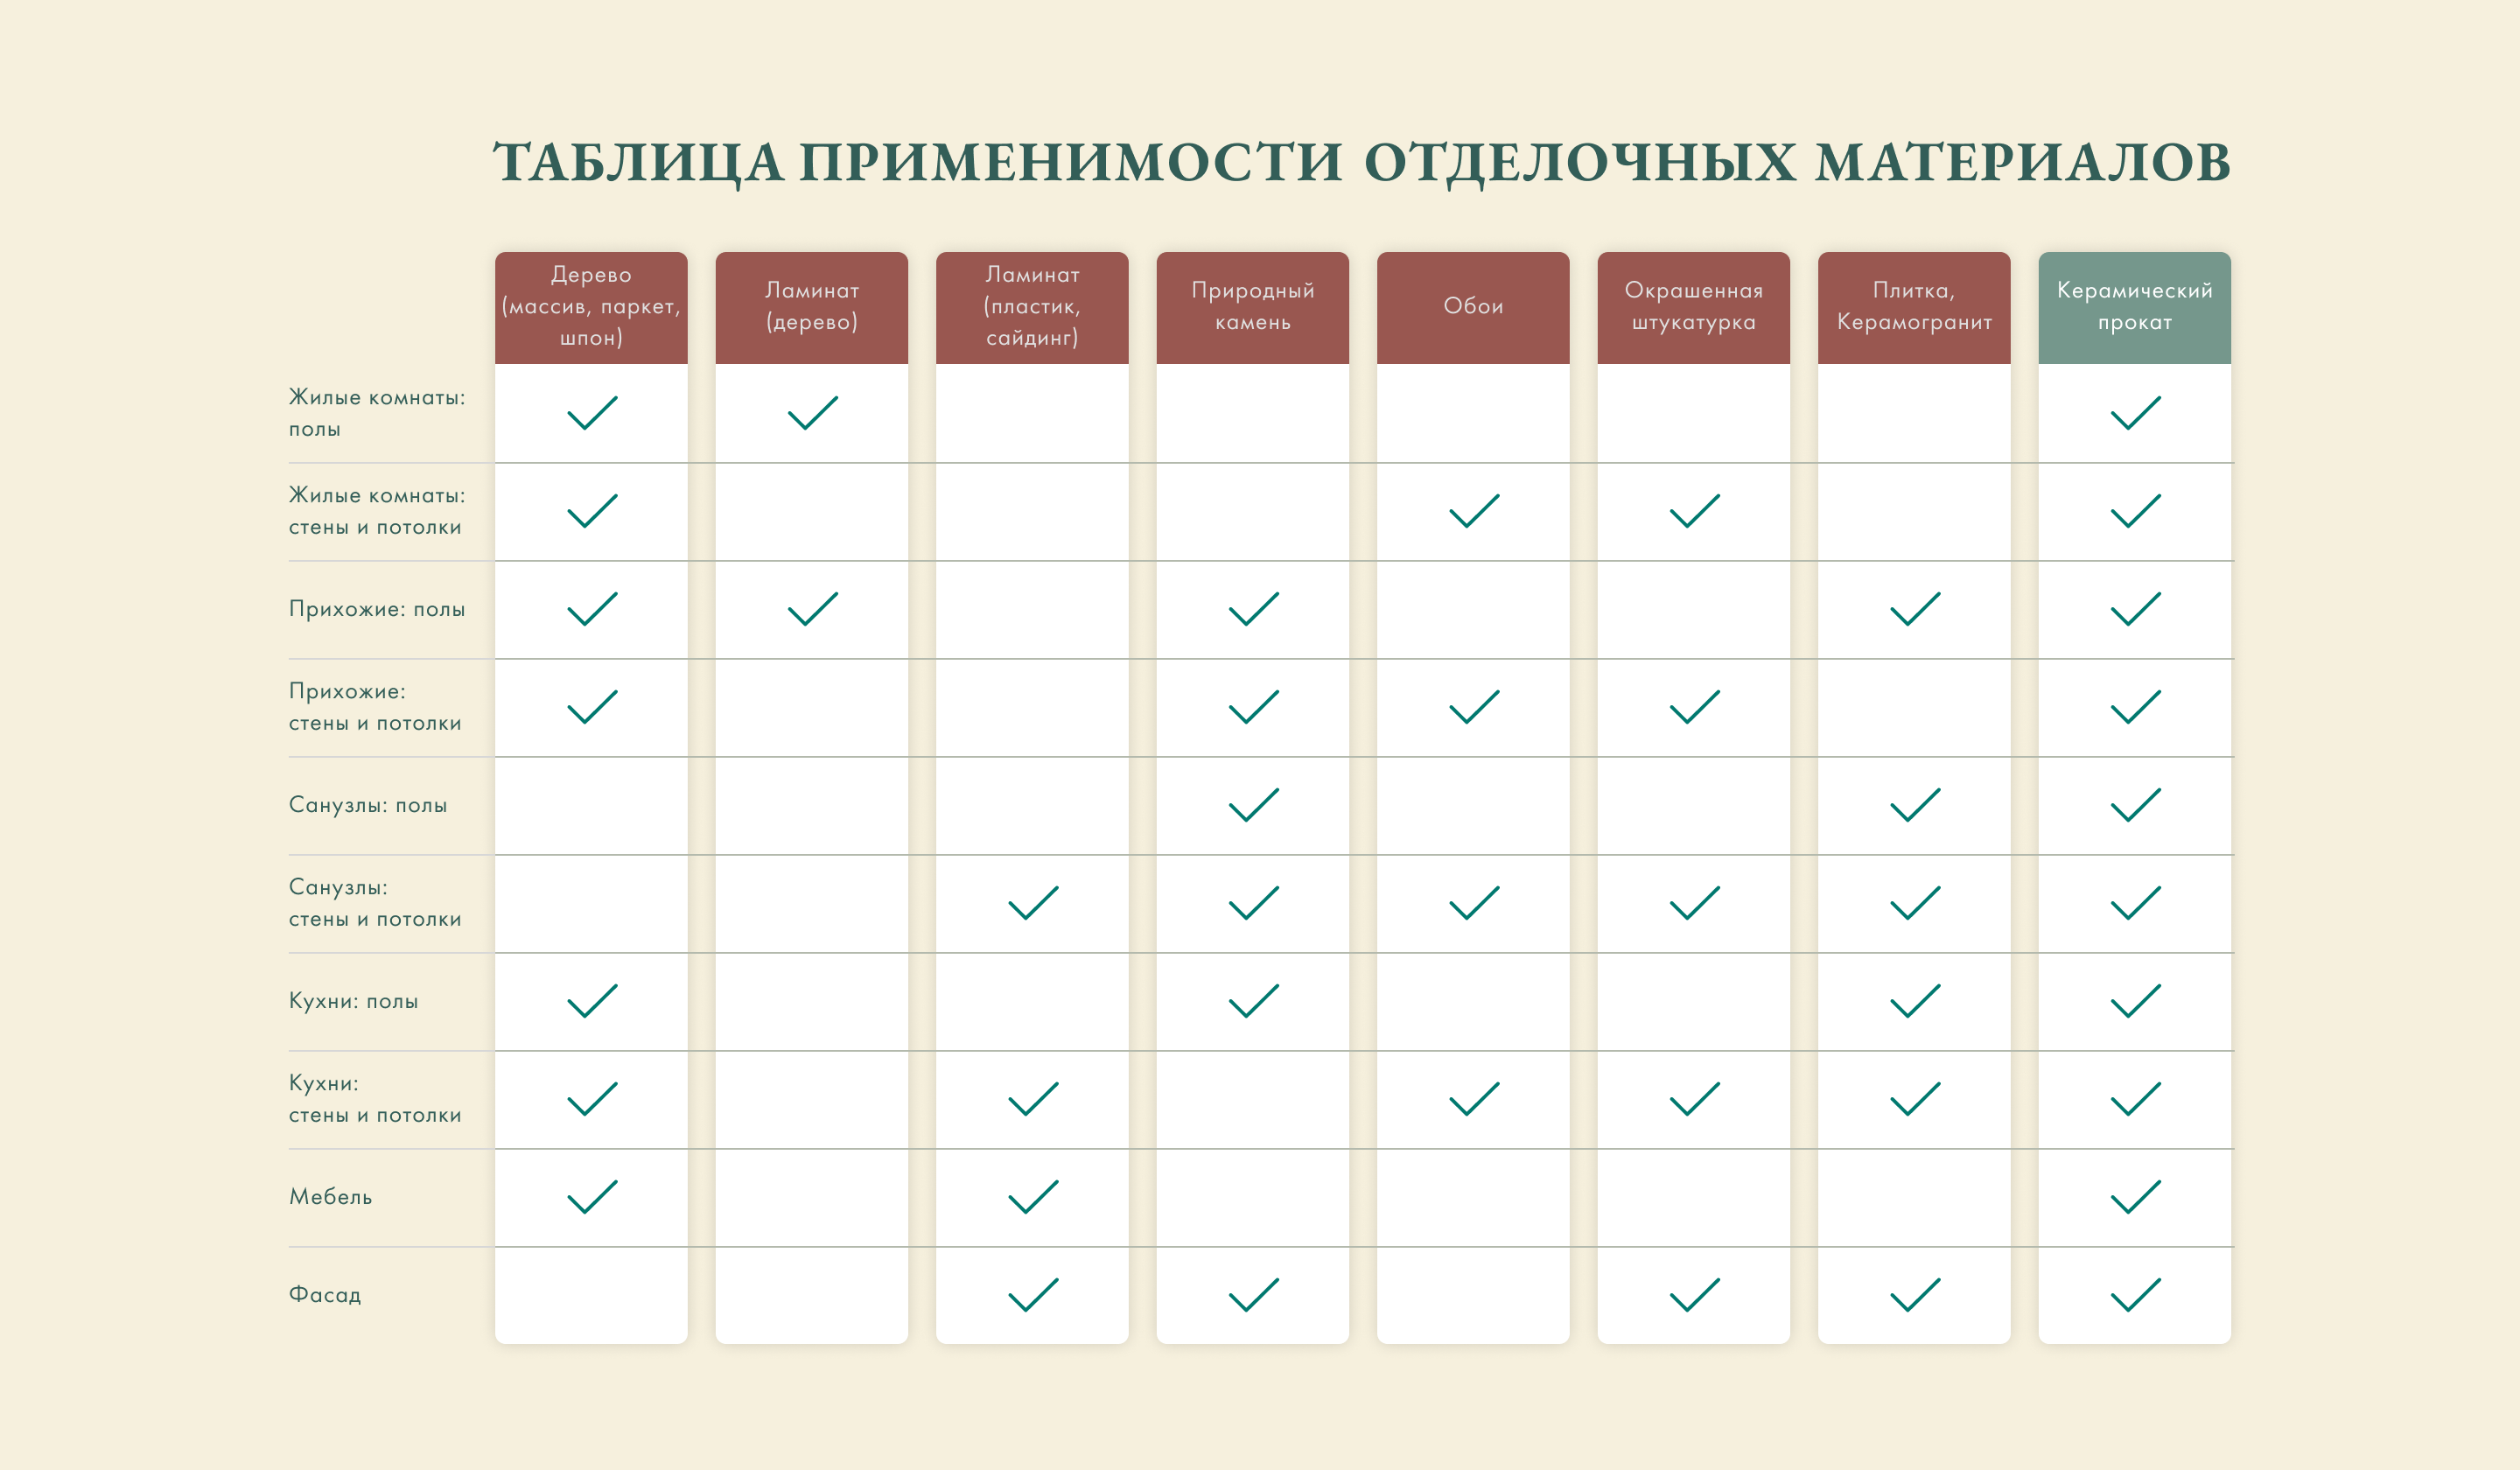 ТАБЛИЦА ПРИМЕНИМОСТИ ОТДЕЛОЧНЫХ МАТЕРИАЛОВ
Дерево
(массив, паркет,
шпон)
Ламинат
(дерево)
Ламинат
(пластик,
сайдинг)
Природный
камень
Обои
Окрашенная
штукатурка
Плитка,
Керамогранит
Керамический
прокат
Жилые комнаты:
полы
Жилые комнаты:
стены и потолки
Прихожие: полы
Прихожие:
стены и потолки
Санузлы: полы
Санузлы:
стены и потолки
Кухни: полы
Кухни:
стены и потолки
Мебель
Фасад